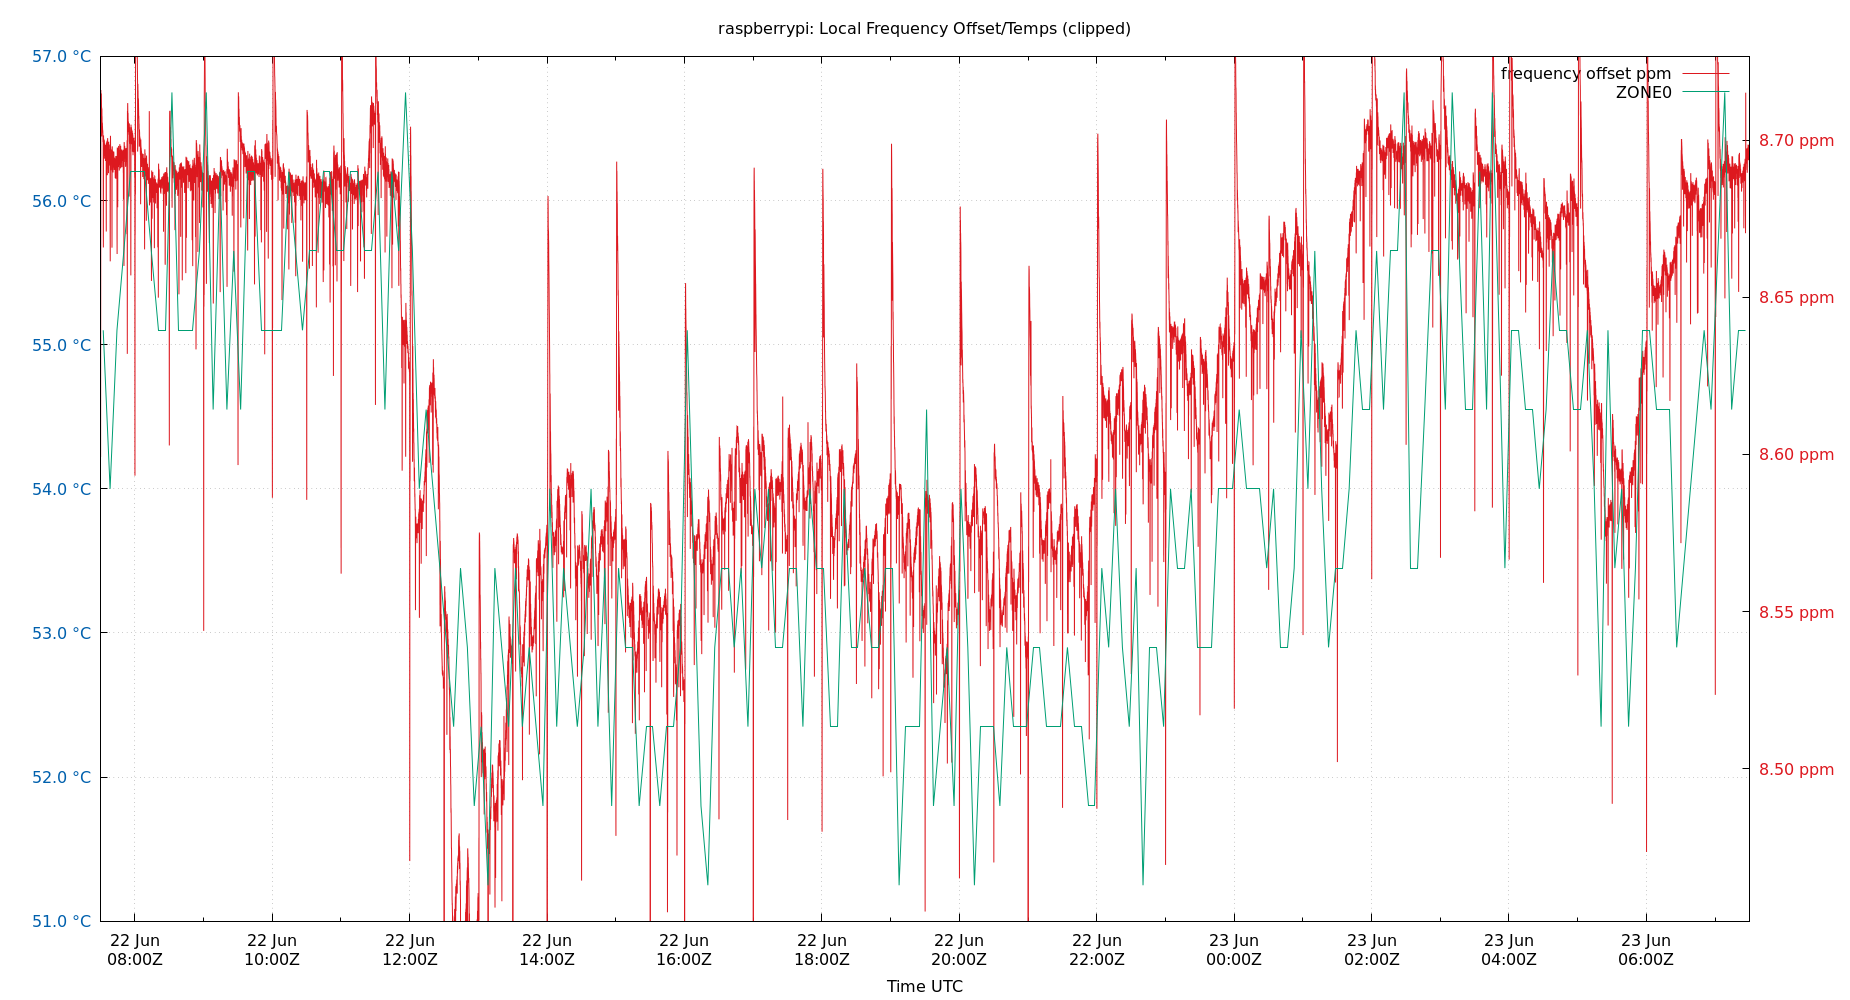 raspberrypi: Local Frequency Offset/Temps (clipped)
57.0 °C
56.0 °C
55.0 °C
54.0 °C
53.0 °C
52.0 °C
51.0 °C
frequency offset ppm
ZONE0
8.70 ppm
8.65 ppm
8.60 ppm
8.55 ppm
8.50 ppm
22 Jun 22 Jun 22 Jun 22 Jun 22 Jun 22 Jun 22 Jun 22 Jun 23 Jun 23 Jun 23 Jun 23 Jun
08:00Z 10:00Z 12:00Z 14:00Z 16:00Z 18:00Z 20:00Z 22:00Z 00:00Z 02:00Z 04:00Z 06:00Z
Time UTC